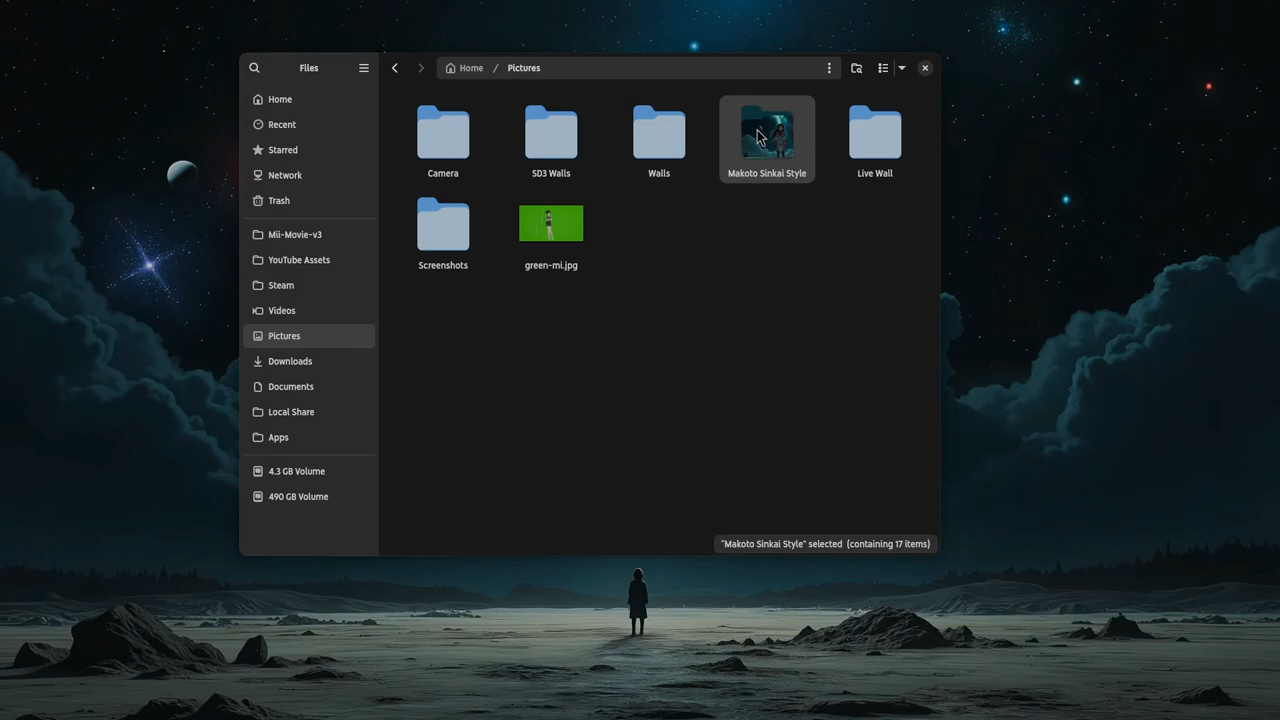 Files
Home / Pictures
Home
Recent
Starred
Network
Trash
Mii-Movie-v3
YouTube Assets
Steam
Videos
Pictures
Downloads
Documents
Local Share
Apps
4.3 GB Volume
490 GB Volume
Camera
SD3 Walls
Walls
Makoto Sinkai Style
Live Wall
Screenshots
green-mi.jpg
"Makoto Sinkai Style" selected (containing 17 items)